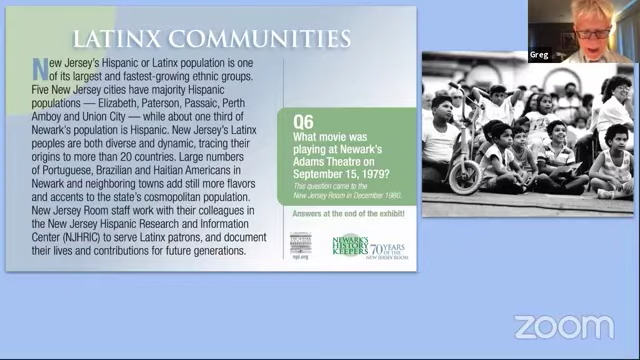 LATINX COMMUNITIES
New Jersey's Hispanic or Latinx population is one
of its largest and fastest-growing ethnic groups.
Five New Jersey cities have majority Hispanic
populations — Elizabeth, Paterson, Passaic, Perth
Amboy and Union City — while about one third of
Newark's population is Hispanic. New Jersey's Latinx
peoples are both diverse and dynamic, tracing their
origins to more than 20 countries. Large numbers
of Portuguese, Brazilian and Haitian Americans in
Newark and neighboring towns add still more flavors
and accents to the state's cosmopolitan population.
New Jersey Room staff work with their colleagues in
the New Jersey Hispanic Research and Information
Center (NJHRIC) to serve Latinx patrons, and document
their lives and contributions for future generations.
Q6
What movie was
playing at Newark's
Adams Theatre on
September 15, 1979?
This question came to the
New Jersey Room in December 1980.
Answers at the end of the exhibit!
npl.org
NEWARK'S
HISTORY
KEEPERS
70 YEARS
OF THE
NEW JERSEY ROOM
Greg
zoom